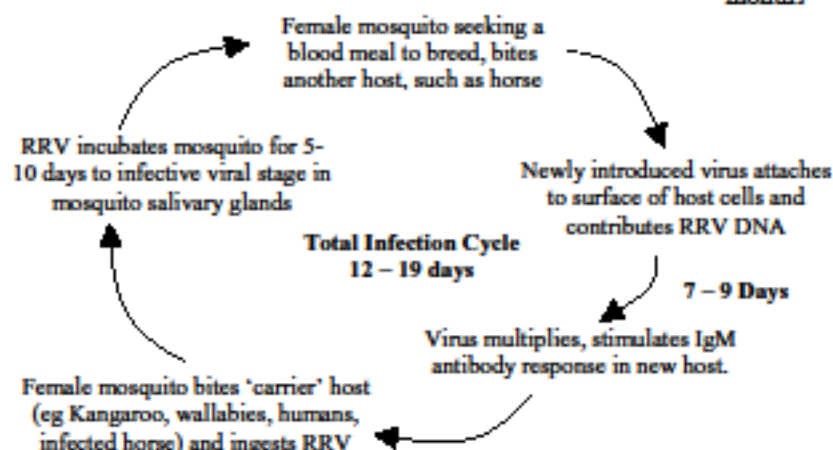 Female mosquito seeking a
blood meal to breed, bites
another host, such as horse
Newly introduced virus attaches
to surface of host cells and
contributes RRV DNA
7 – 9 Days
Virus multiplies, stimulates IgM
antibody response in new host.
Female mosquito bites 'carrier' host
(eg Kangaroo, wallabies, humans,
infected horse) and ingests RRV
RRV incubates mosquito for 5-
10 days to infective viral stage in
mosquito salivary glands
Total Infection Cycle
12 – 19 days